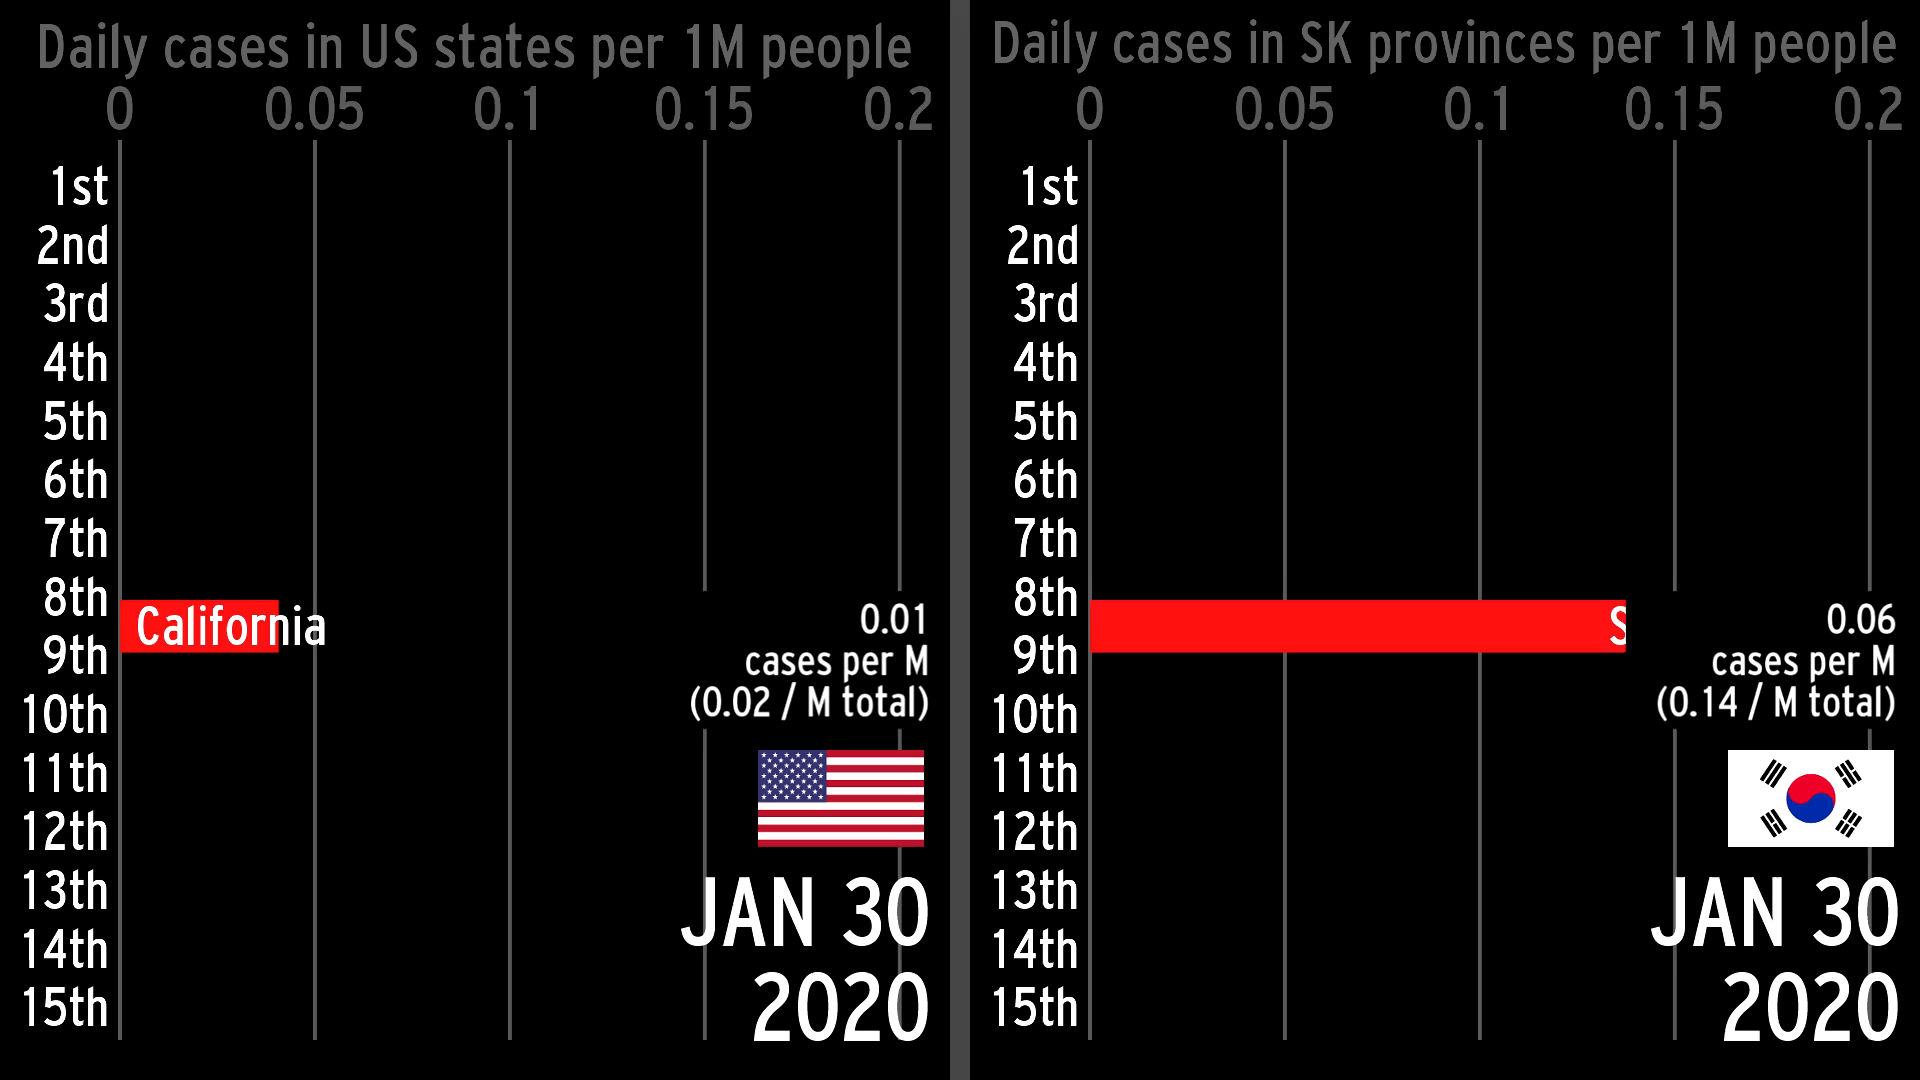 Daily cases in US states per 1M people
0 0.05 0.1 0.15 0.2
1st
2nd
3rd
4th
5th
6th
7th
8th
California
9th
10th
11th
12th
13th
14th
15th
0.01
cases per M
(0.02 / M total)
JAN 30
2020
Daily cases in SK provinces per 1M people
0 0.05 0.1 0.15 0.2
1st
2nd
3rd
4th
5th
6th
7th
8th
9th
10th
11th
12th
13th
14th
15th
0.06
cases per M
(0.14 / M total)
JAN 30
2020